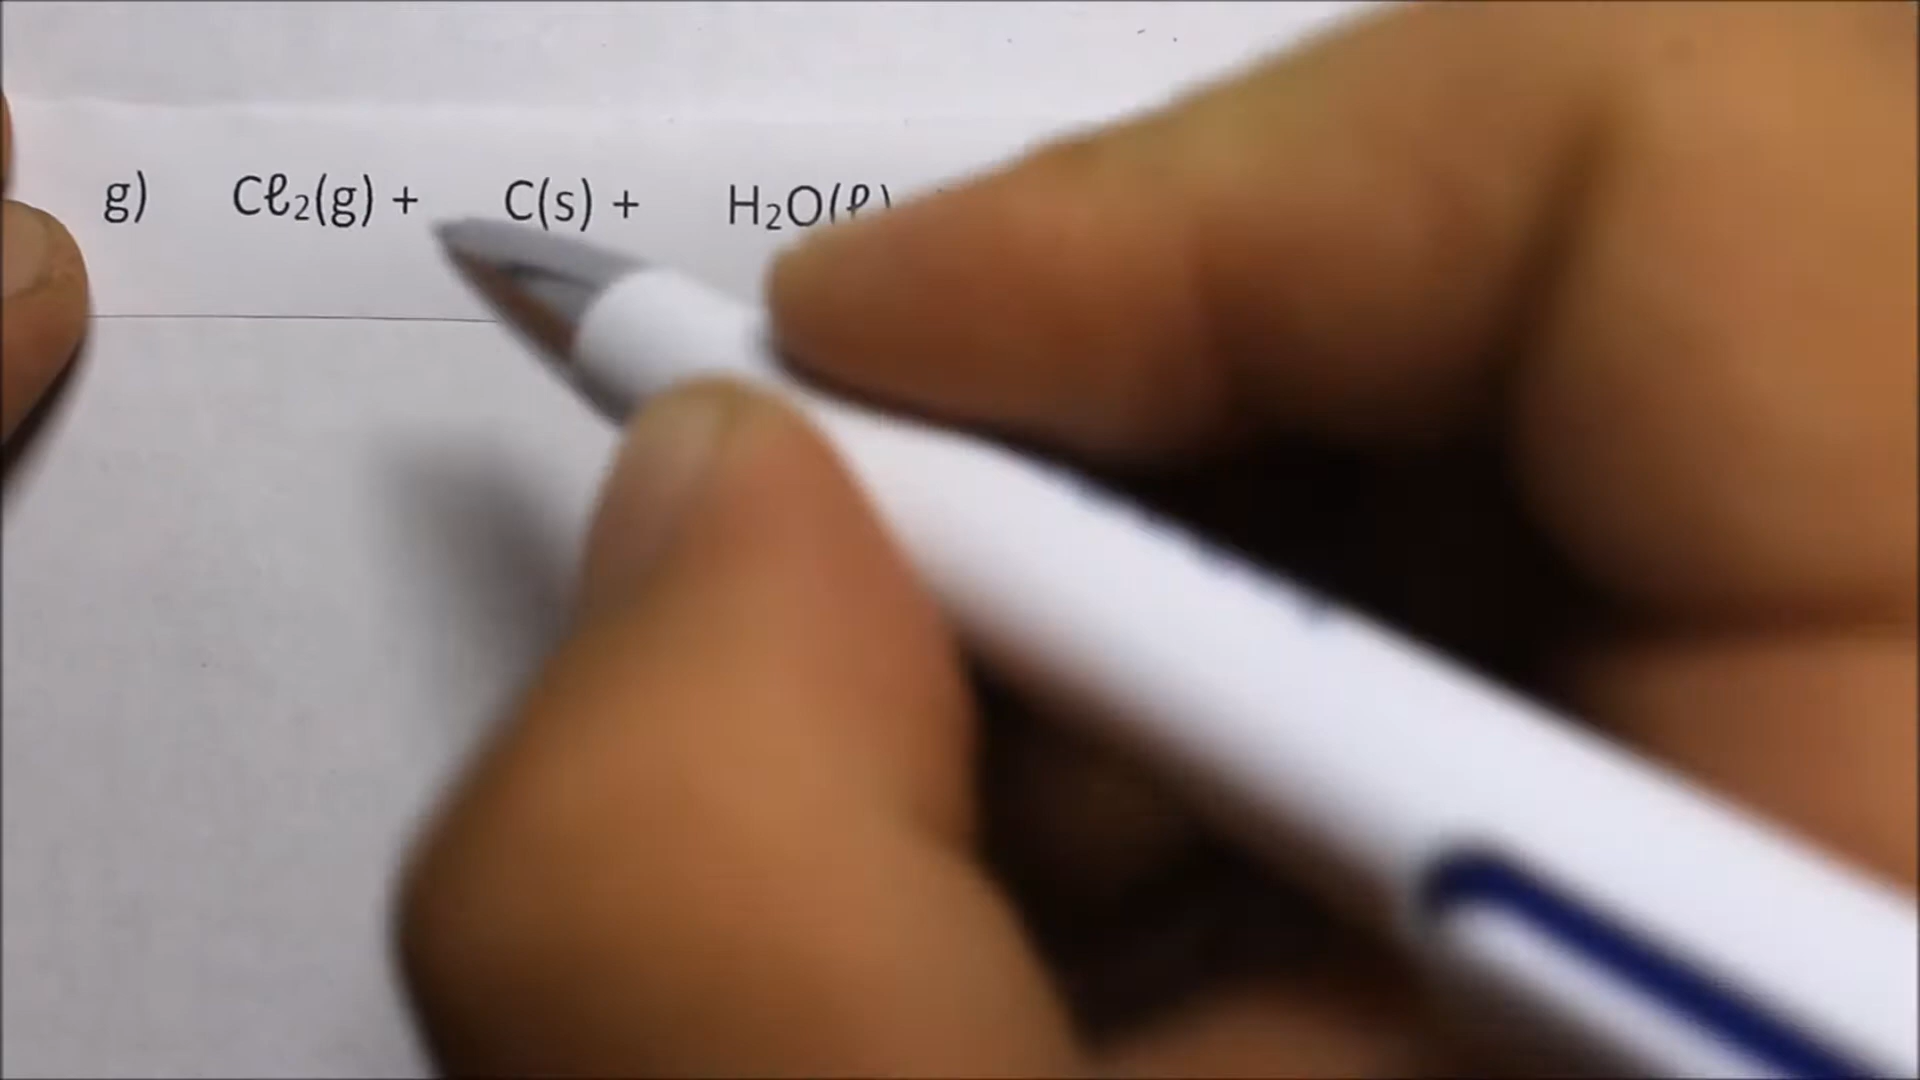 g) Cℓ₂(g) + C(s) + H₂O(ℓ)